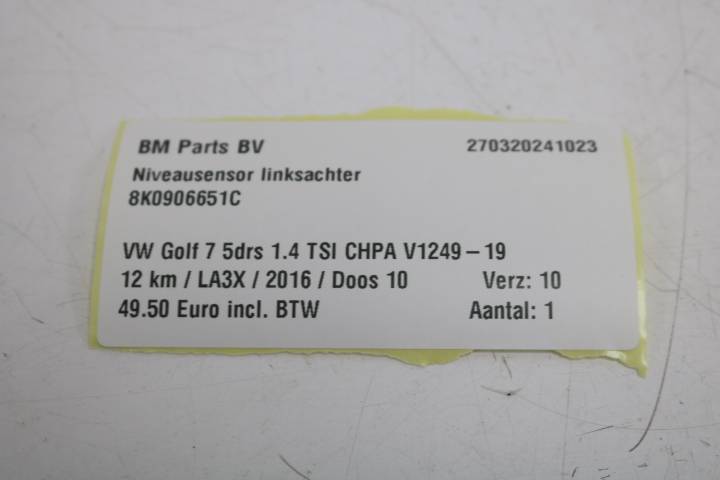 BM Parts BV 270320241023
Niveausensor linksachter
8K0906651C
VW Golf 7 5drs 1.4 TSI CHPA V1249 – 19
12 km / LA3X / 2016 / Doos 10 Verz: 10
49.50 Euro incl. BTW Aantal: 1